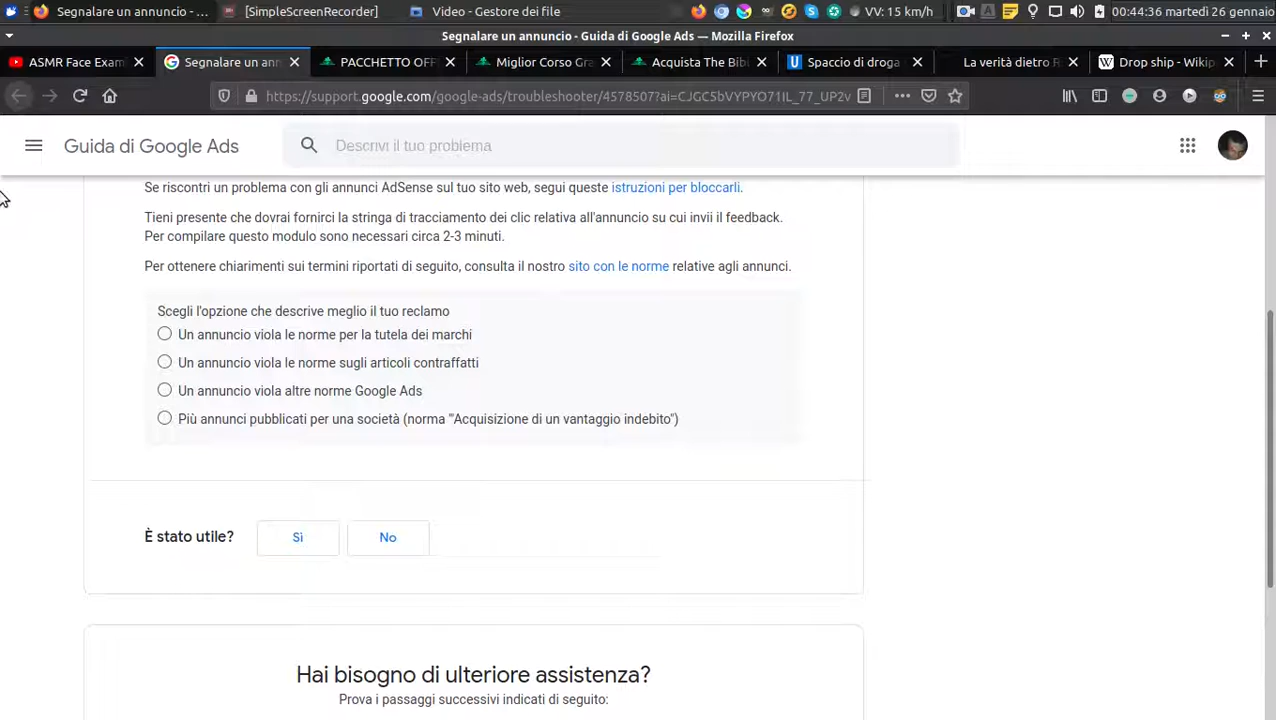 Segnalare un annuncio - ... [SimpleScreenRecorder] Video - Gestore dei file VV: 15 km/h 00:44:36 martedì 26 gennaio
Segnalare un annuncio - Guida di Google Ads — Mozilla Firefox
ASMR Face Exam Segnalare un ann PACCHETTO OFF Miglior Corso Gra Acquista The Bibl Spaccio di droga La verità dietro Drop ship - Wikip
https://support.google.com/google-ads/troubleshooter/4578507?ai=CJGC5bVYPYO71IL_77_UP2v
Guida di Google Ads Descrivi il tuo problema
Se riscontri un problema con gli annunci AdSense sul tuo sito web, segui queste istruzioni per bloccarli.
Tieni presente che dovrai fornirci la stringa di tracciamento dei clic relativa all'annuncio su cui invii il feedback.
Per compilare questo modulo sono necessari circa 2-3 minuti.
Per ottenere chiarimenti sui termini riportati di seguito, consulta il nostro sito con le norme relative agli annunci.
Scegli l'opzione che descrive meglio il tuo reclamo
Un annuncio viola le norme per la tutela dei marchi
Un annuncio viola le norme sugli articoli contraffatti
Un annuncio viola altre norme Google Ads
Più annunci pubblicati per una società (norma "Acquisizione di un vantaggio indebito")
È stato utile? Sì No
Hai bisogno di ulteriore assistenza?
Prova i passaggi successivi indicati di seguito: